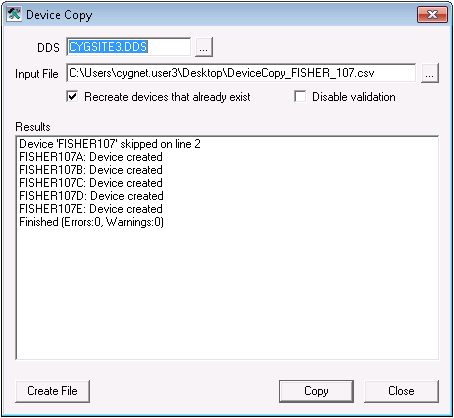 Device Copy
DDS CYGSITE3.DDS ...
Input File C:\Users\cygnet.user3\Desktop\DeviceCopy_FISHER_107.csv ...
Recreate devices that already exist Disable validation
Results
Device 'FISHER107' skipped on line 2
FISHER107A: Device created
FISHER107B: Device created
FISHER107C: Device created
FISHER107D: Device created
FISHER107E: Device created
Finished (Errors:0, Warnings:0)
Create File Copy Close